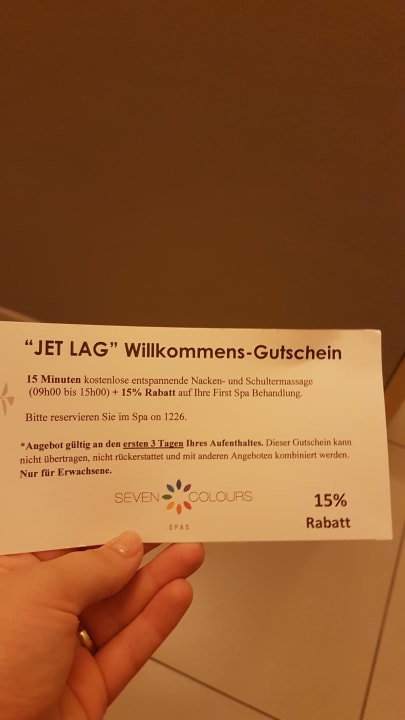 “JET LAG” Willkommens-Gutschein
15 Minuten kostenlose entspannende Nacken- und Schultermassage
(09h00 bis 15h00) + 15% Rabatt auf Ihre First Spa Behandlung.
Bitte reservieren Sie im Spa on 1226.
*Angebot gültig an den ersten 3 Tagen Ihres Aufenthaltes. Dieser Gutschein kann
nicht übertragen, nicht rückerstattet und mit anderen Angeboten kombiniert werden.
Nur für Erwachsene.
SEVEN COLOURS
SPAS
15%
Rabatt